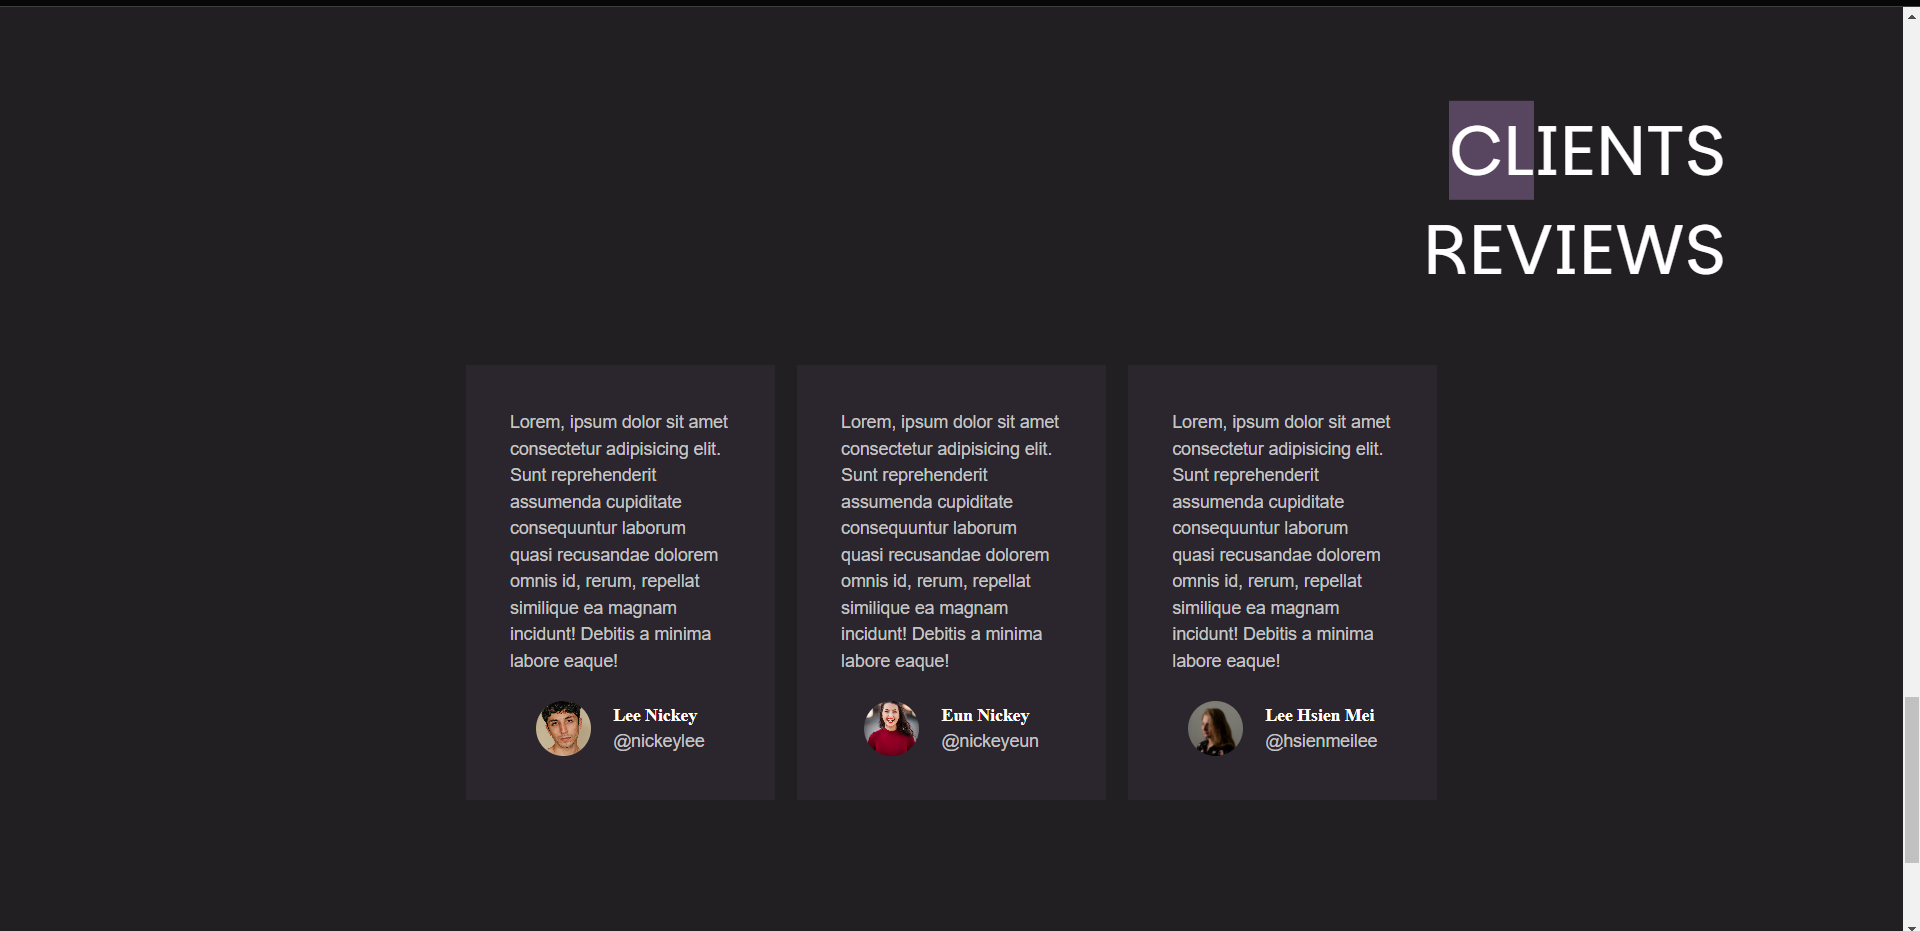 CLIENTS
REVIEWS
Lorem, ipsum dolor sit amet
consectetur adipisicing elit.
Sunt reprehenderit
assumenda cupiditate
consequuntur laborum
quasi recusandae dolorem
omnis id, rerum, repellat
similique ea magnam
incidunt! Debitis a minima
labore eaque!
Lee Nickey
@nickeylee
Lorem, ipsum dolor sit amet
consectetur adipisicing elit.
Sunt reprehenderit
assumenda cupiditate
consequuntur laborum
quasi recusandae dolorem
omnis id, rerum, repellat
similique ea magnam
incidunt! Debitis a minima
labore eaque!
Eun Nickey
@nickeyeun
Lorem, ipsum dolor sit amet
consectetur adipisicing elit.
Sunt reprehenderit
assumenda cupiditate
consequuntur laborum
quasi recusandae dolorem
omnis id, rerum, repellat
similique ea magnam
incidunt! Debitis a minima
labore eaque!
Lee Hsien Mei
@hsienmeilee